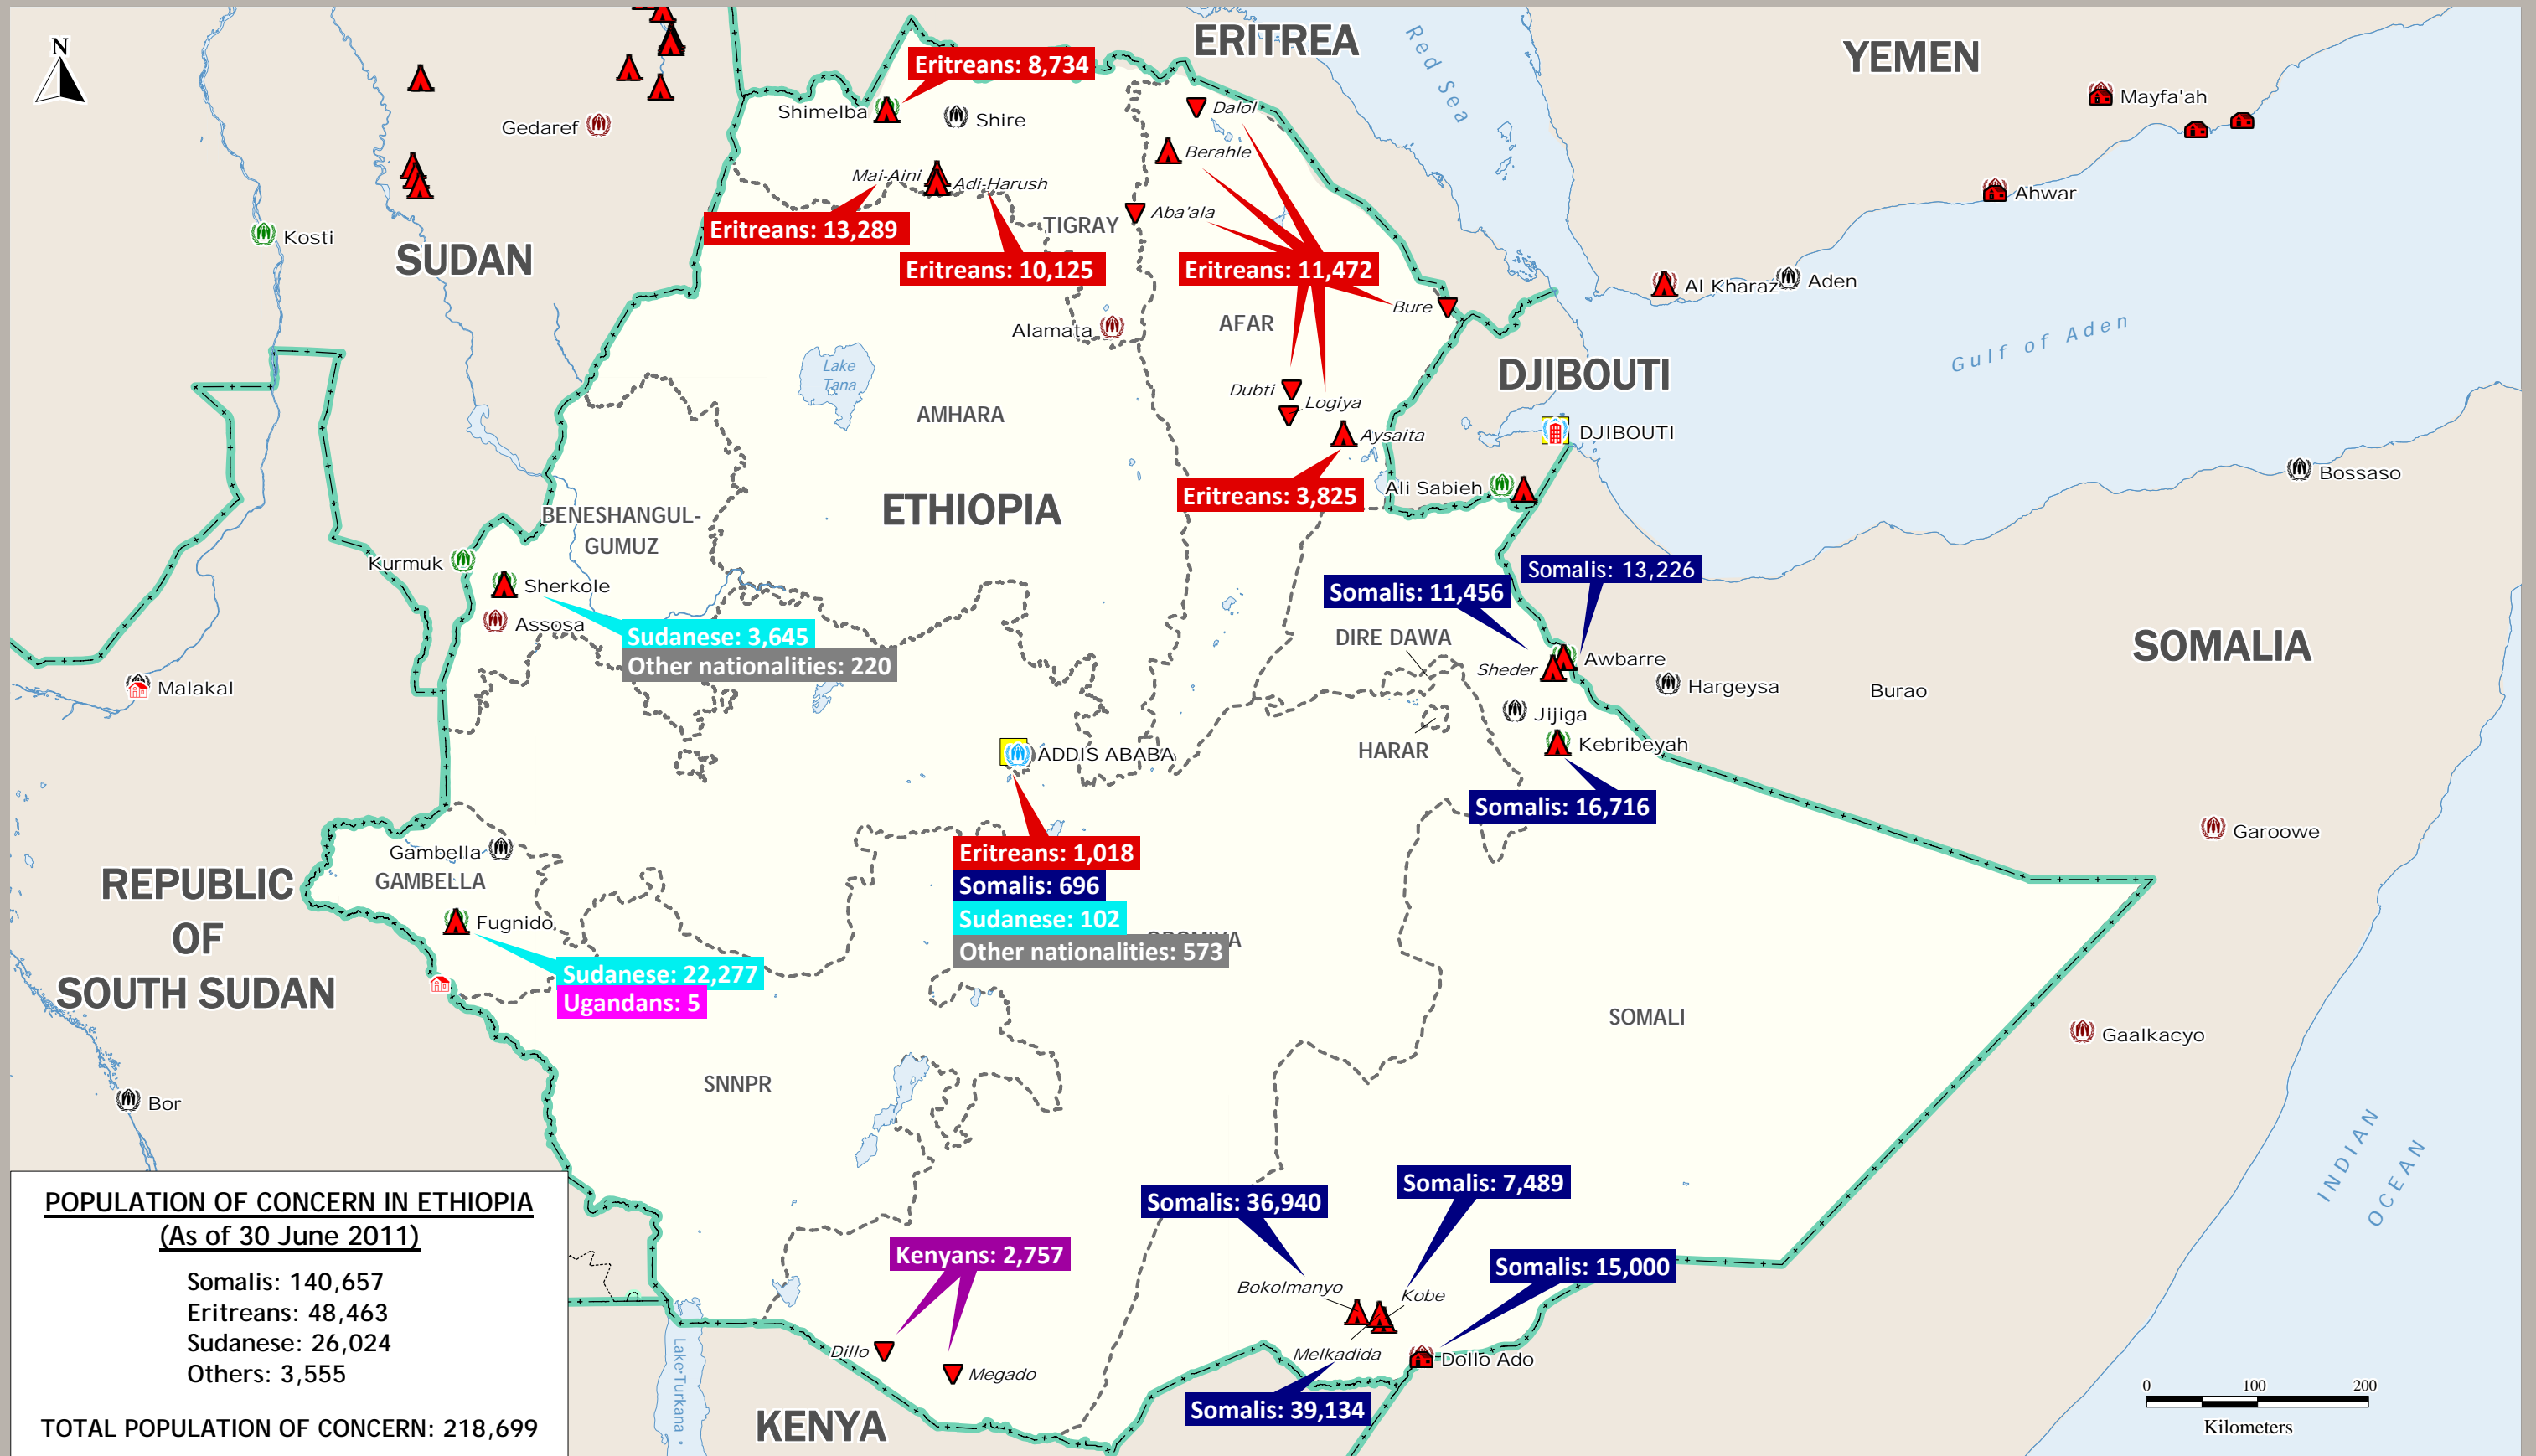 N
ERITREA
YEMEN
Red Sea
Eritreans: 8,734
Shimelba
Shire
Dalol
Mayfa'ah
Gedaref
Berahle
Mai-Aini
Adi-Harush
Ahwar
Aba'ala
Eritreans: 13,289
TIGRAY
Kosti
SUDAN
Eritreans: 10,125
Eritreans: 11,472
Al Kharaz
Aden
Bure
Alamata
AFAR
Gulf of Aden
Lake
Tana
DJIBOUTI
Dubti
Logiya
AMHARA
Aysaita
DJIBOUTI
Bossaso
Eritreans: 3,825
Ali Sabieh
ETHIOPIA
BENESHANGUL-
GUMUZ
Kurmuk
Sherkole
Somalis: 13,226
Somalis: 11,456
Assosa
Sudanese: 3,645
Other nationalities: 220
DIRE DAWA
SOMALIA
Awbarre
Sheder
Malakal
Hargeysa
Burao
Jijiga
ADDIS ABABA
HARAR
Kebribeyah
Somalis: 16,716
Garoowe
Gambella
GAMBELLA
Eritreans: 1,018
Somalis: 696
Sudanese: 102
Other nationalities: 573
REPUBLIC
OF
SOUTH SUDAN
Fugnido
Sudanese: 22,277
Ugandans: 5
SOMALI
Gaalkacyo
SNNPR
Bor
INDIAN
OCEAN
Somalis: 36,940
Somalis: 7,489
Kenyans: 2,757
Somalis: 15,000
Bokolmanyo
Kobe
Dillo
Megado
Melkadida
Dollo Ado
Somalis: 39,134
Lake Turkana
KENYA
POPULATION OF CONCERN IN ETHIOPIA
(As of 30 June 2011)
Somalis: 140,657
Eritreans: 48,463
Sudanese: 26,024
Others: 3,555
TOTAL POPULATION OF CONCERN: 218,699
0 100 200
Kilometers